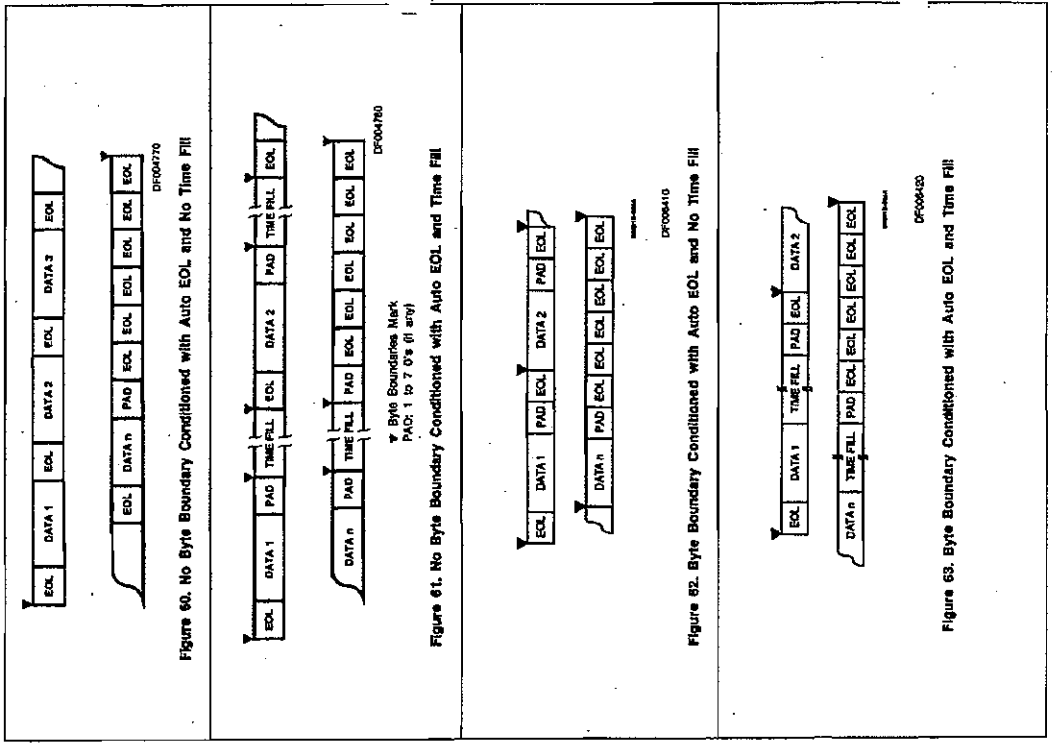 EOL DATA 1 EOL DATA 2 EOL DATA 3 EOL
EOL DATA n PAD EOL EOL EOL EOL EOL EOL
DF004770
Figure 60. No Byte Boundary Conditioned with Auto EOL and No Time Fill
EOL DATA 1 PAD TIME FILL EOL DATA 2 PAD TIME FILL EOL
DATA n PAD TIME FILL PAD EOL EOL EOL EOL EOL EOL
DF004780
▼ Byte Boundaries Mark
PAD: 1 to 7 0's (if any)
Figure 61. No Byte Boundary Conditioned with Auto EOL and Time Fill
EOL DATA 1 PAD EOL DATA 2 PAD EOL
DATA n PAD EOL EOL EOL EOL EOL EOL
DF006410
Figure 62. Byte Boundary Conditioned with Auto EOL and No Time Fill
EOL DATA 1 TIME FILL PAD EOL DATA 2
DATA n TIME FILL PAD EOL EOL EOL EOL EOL EOL
DF006420
Figure 63. Byte Boundary Conditioned with Auto EOL and Time Fill